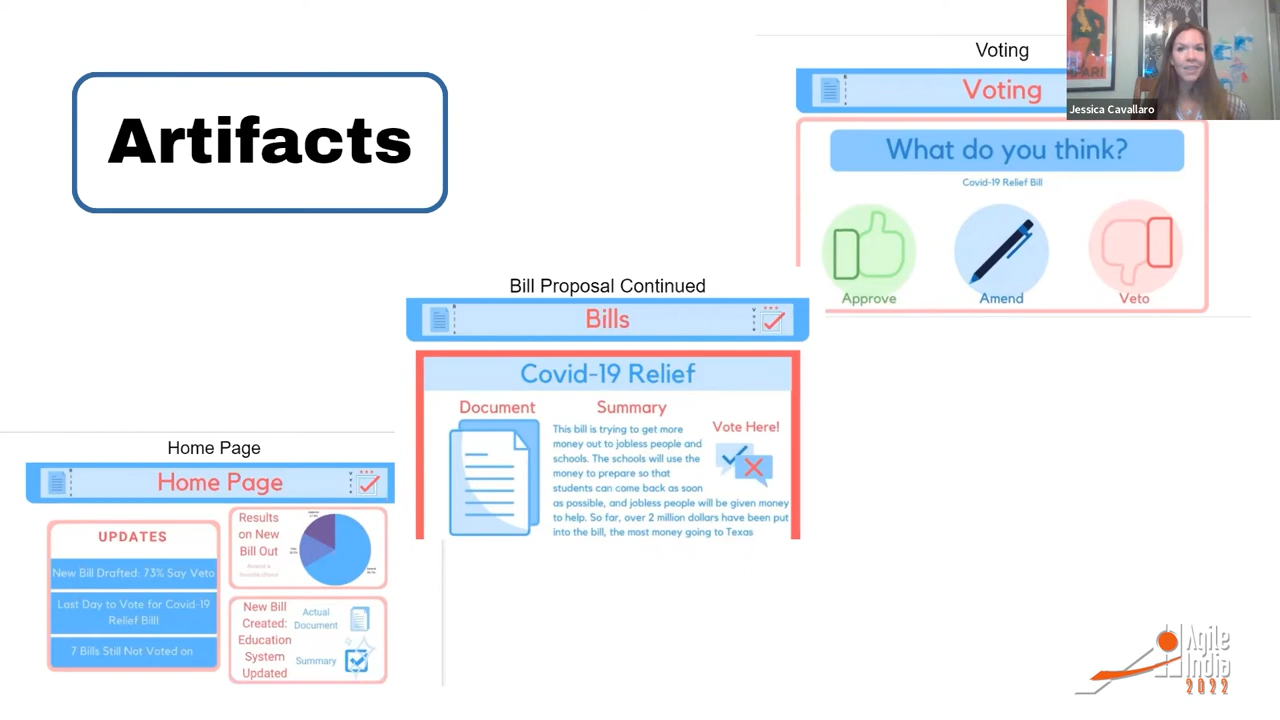 Artifacts
Voting
Voting
What do you think?
Covid-19 Relief Bill
Approve
Amend
Veto
Jessica Cavallaro
PARI
Bill Proposal Continued
Bills
Covid-19 Relief
Document
Summary
Vote Here!
This bill is trying to get more
money out to jobless people and
schools. The schools will use the
money to prepare so that
students can come back as soon
as possible, and jobless people will be given money
to help. So far, over 2 million dollars have been put
into the bill, the most money going to Texas
Home Page
Home Page
UPDATES
New Bill Drafted: 73% Say Veto
Last Day to Vote for Covid-19
Relief Bill!
7 Bills Still Not Voted on
Results
on New
Bill Out
New Bill
Created:
Education
System
Updated
Actual
Document
Summary
Agile
India
2022